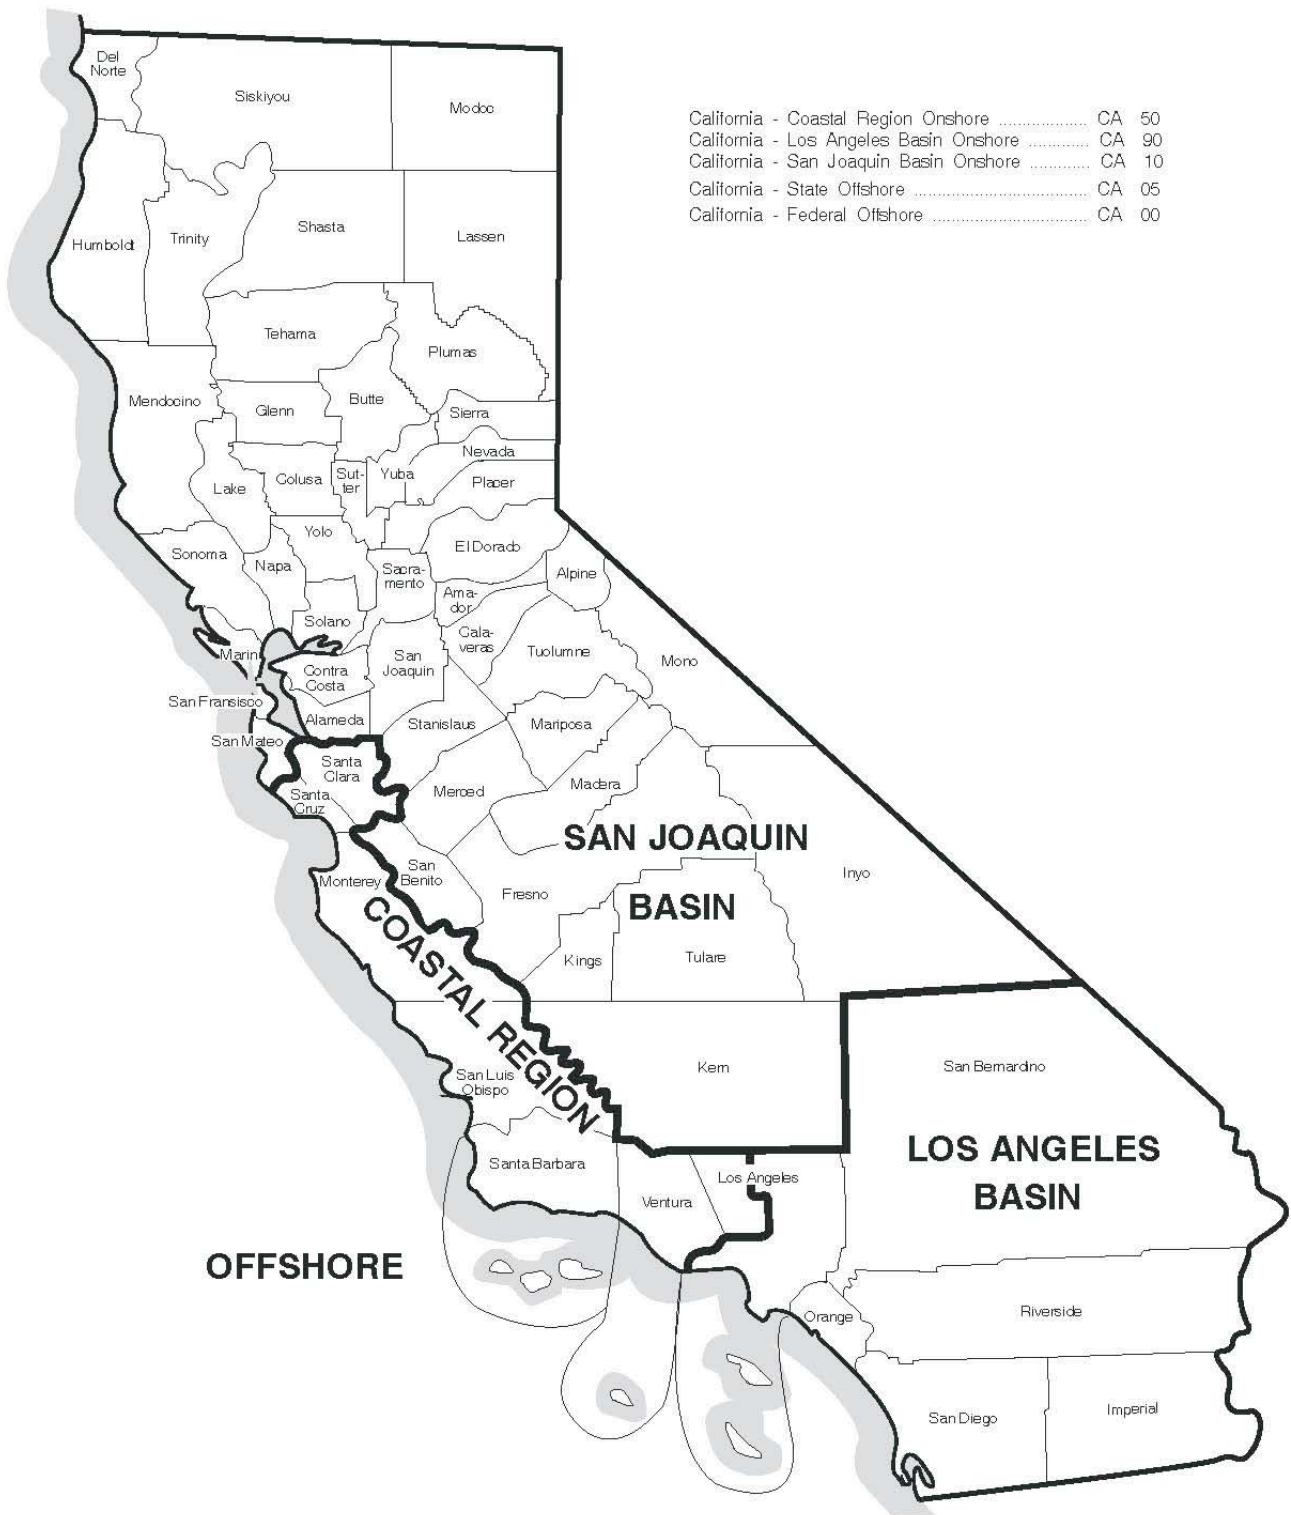 Del
Norte
Siskiyou
Modoc
California - Coastal Region Onshore .................. CA 50
California - Los Angeles Basin Onshore ............ CA 90
California - San Joaquin Basin Onshore ............ CA 10
California - State Offshore .................................... CA 05
California - Federal Offshore ................................ CA 00
Humboldt
Trinity
Shasta
Lassen
Tehama
Plumas
Mendocino
Glenn
Butte
Sierra
Nevada
Lake
Colusa
Sut-
ter
Yuba
Placer
Yolo
Sonoma
Napa
Sacra-
mento
El Dorado
Alpine
Ama-
dor
Solano
Cala-
veras
Tuolumne
Mono
Marin
Contra
Costa
San
Joaquin
San Fransisco
Alameda
Stanislaus
Mariposa
San Mateo
Santa
Clara
Santa
Cruz
Merced
Madera
SAN JOAQUIN
BASIN
Monterey
San
Benito
Fresno
Inyo
Kings
Tulare
COASTAL REGION
San Luis
Obispo
Kern
San Bernardino
LOS ANGELES
BASIN
Santa Barbara
Ventura
Los Angeles
OFFSHORE
Orange
Riverside
San Diego
Imperial